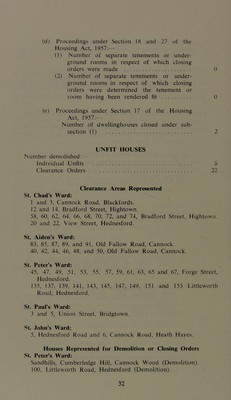 (d) Proceedings under Section 18 and 27 of the
Housing Act, 1957:—
(1) Number of separate tenements or under-
ground rooms in respect of which closing
orders were made 0
(2) Number of separate tenements or under-
ground rooms in respect of which closing
orders were determined the tenement or
room having been rendered fit 0
(e) Proceedings under Section 17 of the Housing
Act, 1957:—
Number of dwellinghouses closed under sub-
section (1) 2
UNFIT HOUSES
Number demolished:
Individual Unfits
Clearance Orders 22
Clearance Areas Represented
St. Chad's Ward:
1 and 3, Cannock Road, Blackfords.
12 and 14, Bradford Street, Hightown.
58, 60, 62, 64, 66, 68, 70, 72, and 74, Bradford Street, Hightown.
20 and 22, View Street, Hednesford.
St. Aiden's Ward:
83, 85, 87, 89, and 91, Old Fallow Road, Cannock.
40, 42, 44, 46, 48, and 50, Old Fallow Road, Cannock.
St. Peter's Ward:
45, 47, 49, 51, 53, 55, 57, 59, 61, 63, 65 and 67, Forge Street,
Hednesford.
135, 137, 139, 141, 143, 145, 147, 149, 151 and 153 Littleworth
Road, Hednesford.
St. Paul's Ward:
3 and 5, Union Street, Bridgtown.
St. John's Ward:
5, Hednesford Road and 6, Cannock Road, Heath Hayes.
Houses Represented for Demolition or Closing Orders
St. Peter's Ward:
Sandhills, Cumberledge Hill, Cannock Wood (Demolition).
100, Littleworth Road, Hednesford (Demolition).
32